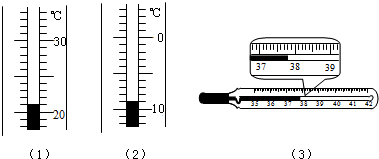 ℃ 30 20
℃ 0 10
37 38 39
35 36 37 38 39 40 41 42
（1） （2） （3）